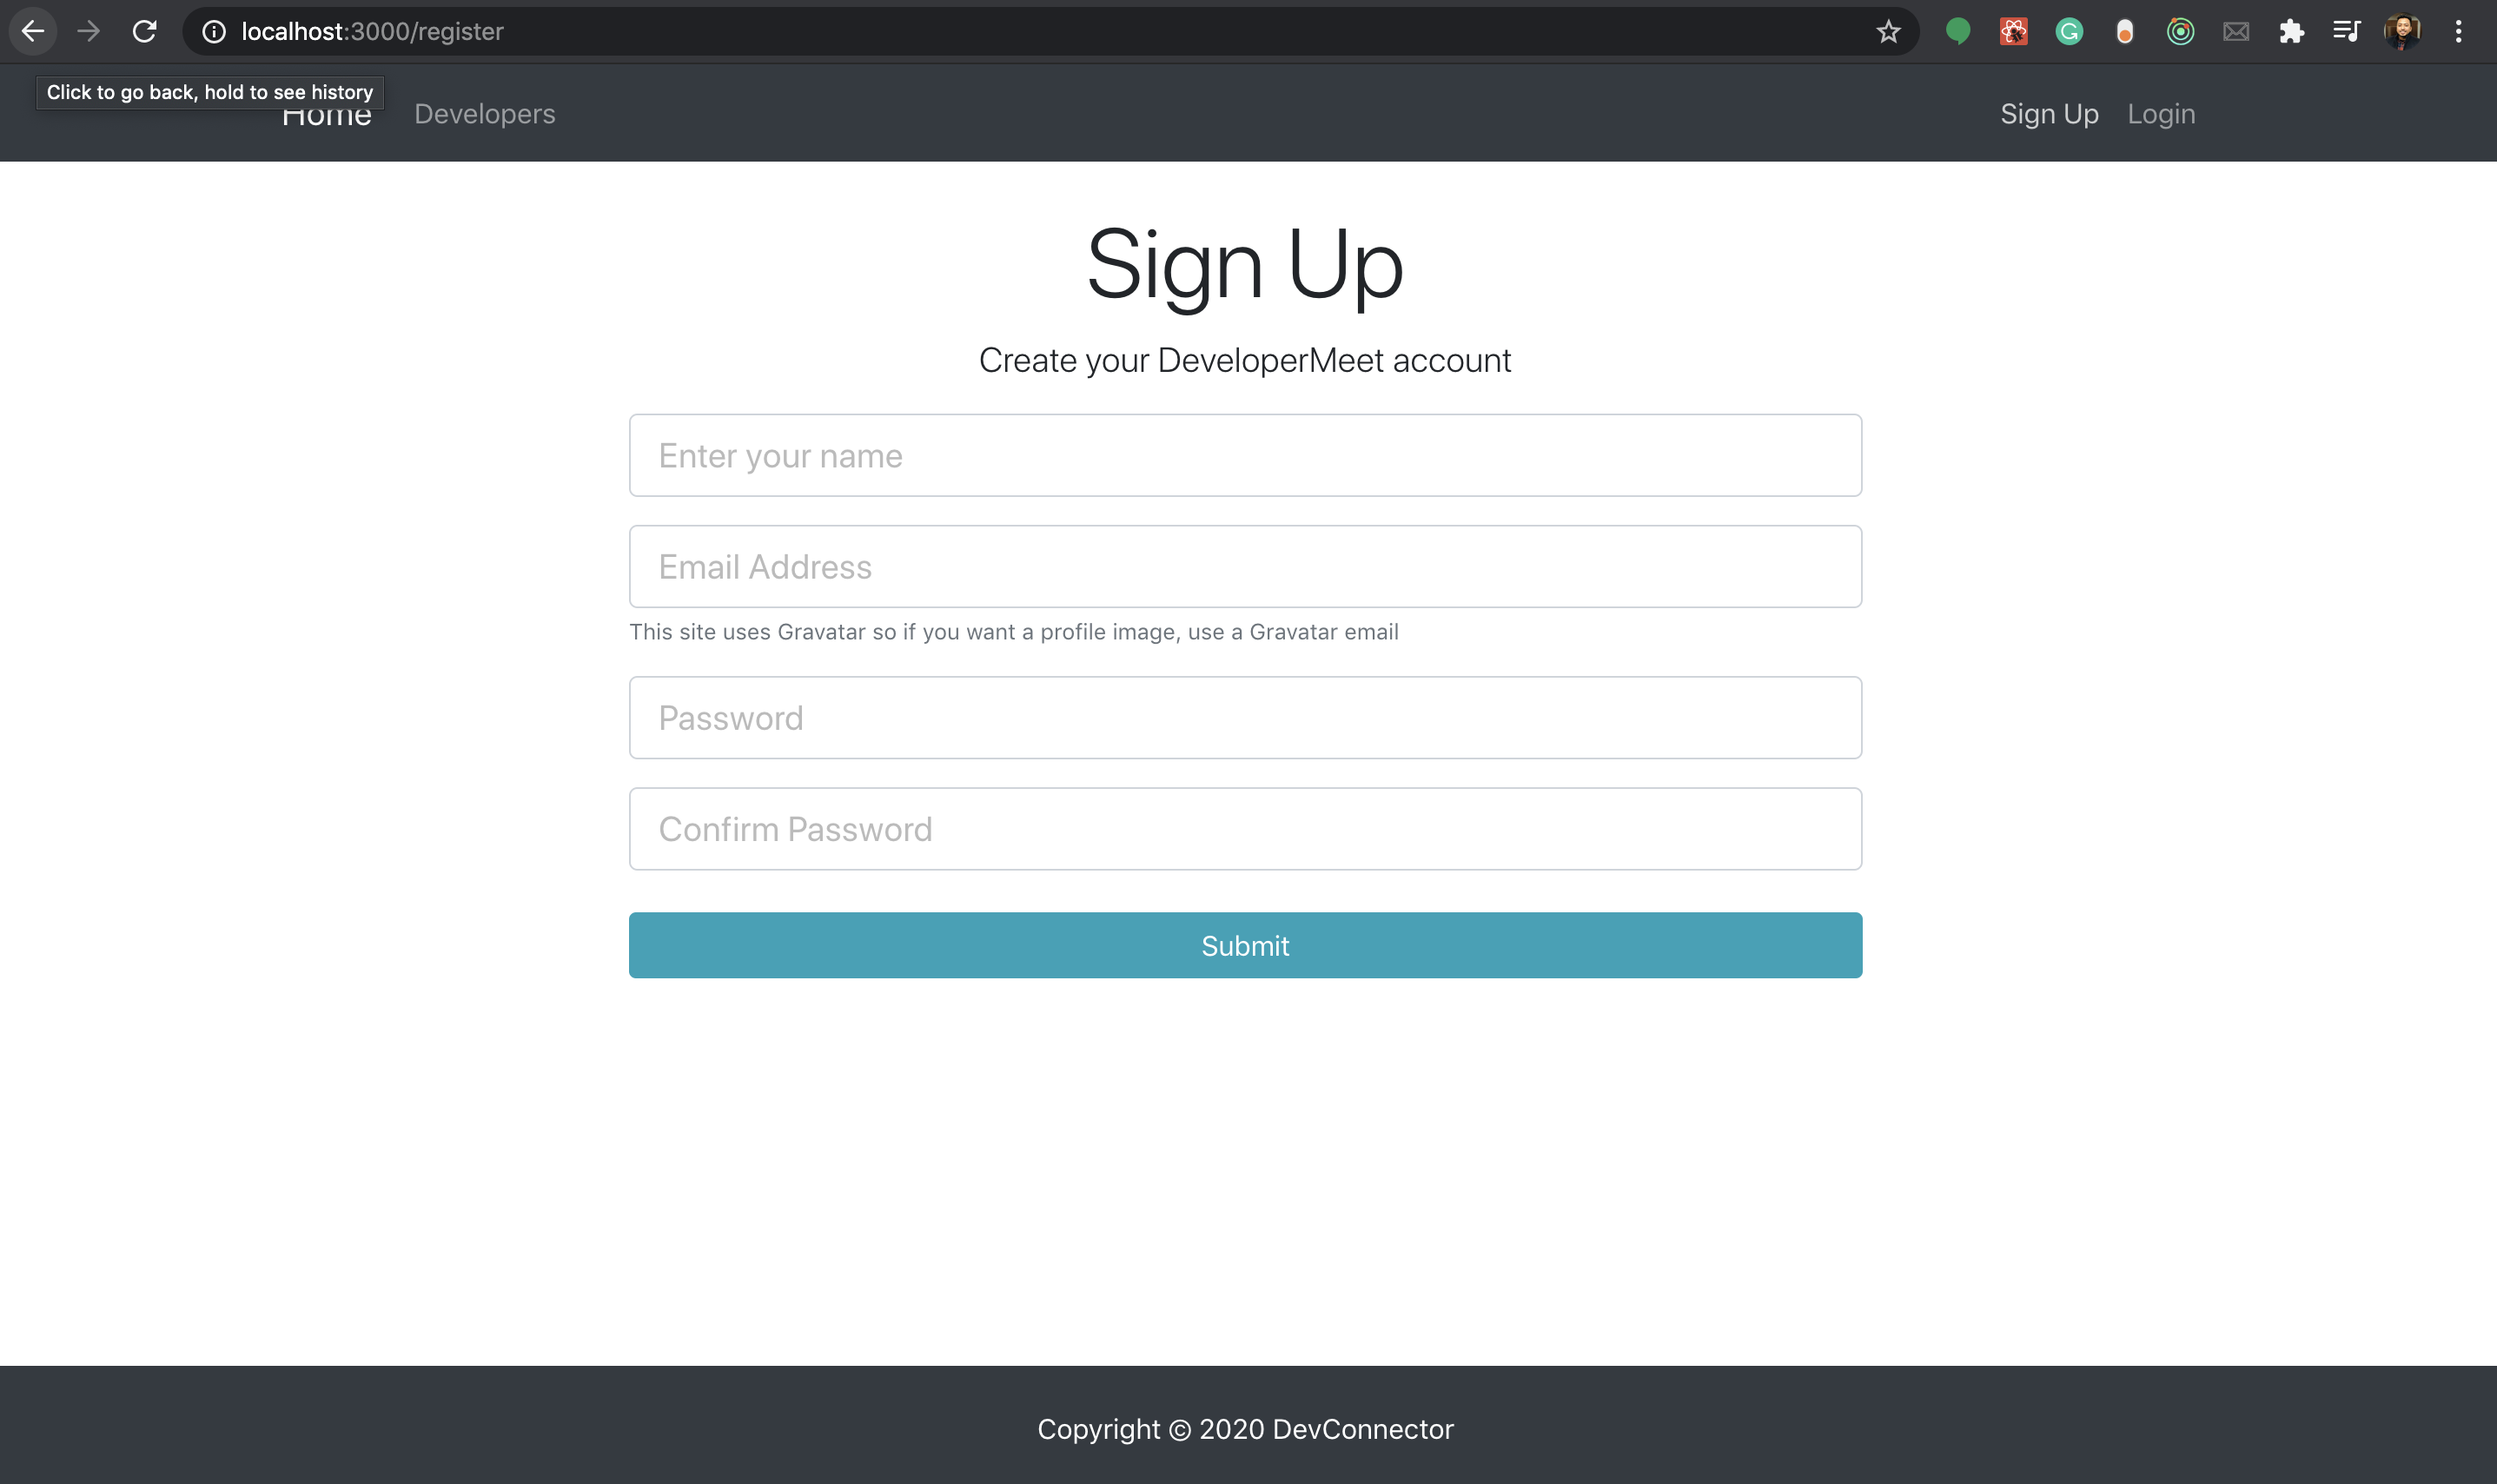 localhost:3000/register
Click to go back, hold to see history
Home Developers Sign Up Login
Sign Up
Create your DeveloperMeet account
Enter your name
Email Address
This site uses Gravatar so if you want a profile image, use a Gravatar email
Password
Confirm Password
Submit
Copyright © 2020 DevConnector